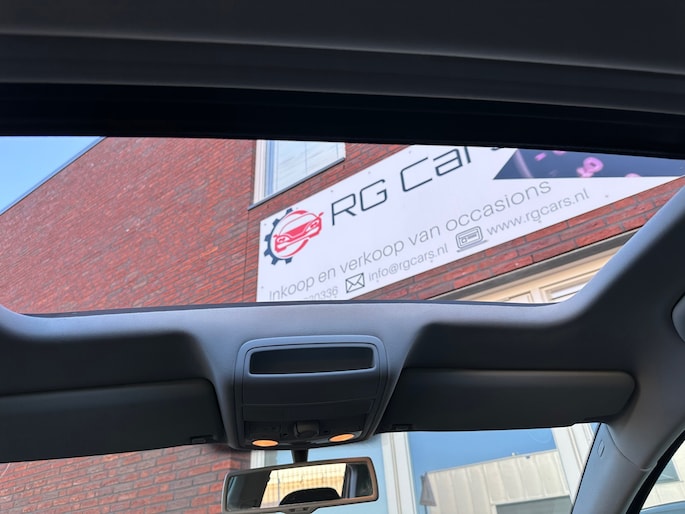 RG Cars
Inkoop en verkoop van occasions
info@rgcars.nl www.rgcars.nl